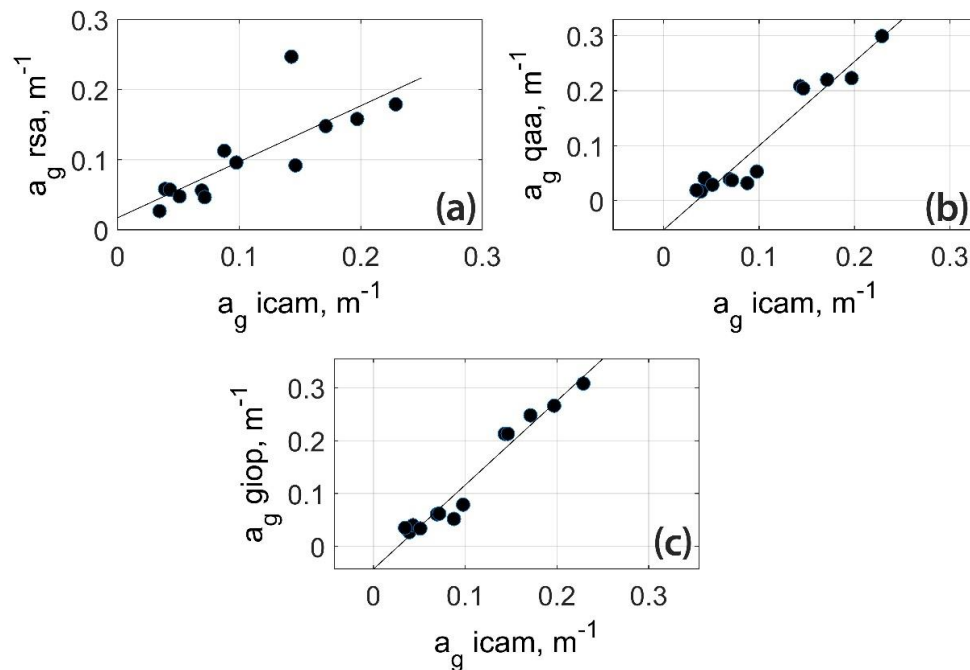 0.3
0.2
0.1
0
a_g rsa, m^-1
(a)
0 0.1 0.2 0.3
a_g icam, m^-1
0.3
0.2
0.1
0
a_g qaa, m^-1
(b)
0 0.1 0.2 0.3
a_g icam, m^-1
0.3
0.2
0.1
0
a_g giop, m^-1
(c)
0 0.1 0.2 0.3
a_g icam, m^-1